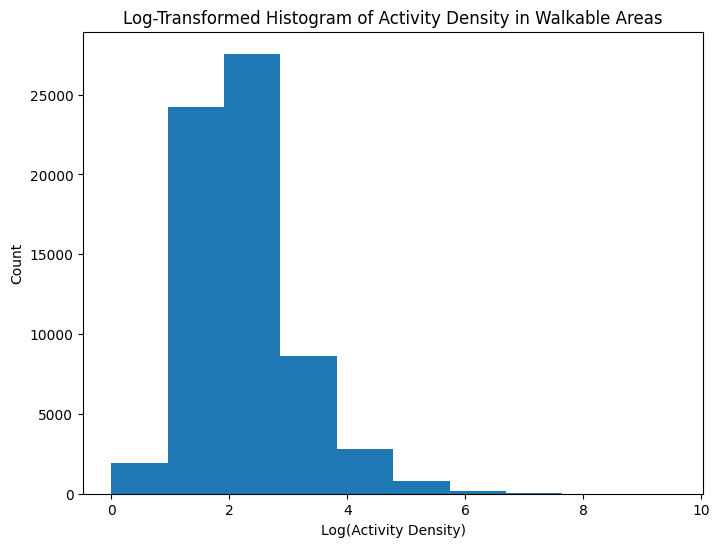 Log-Transformed Histogram of Activity Density in Walkable Areas
25000
20000
15000
10000
5000
0
Count
0 2 4 6 8 10
Log(Activity Density)